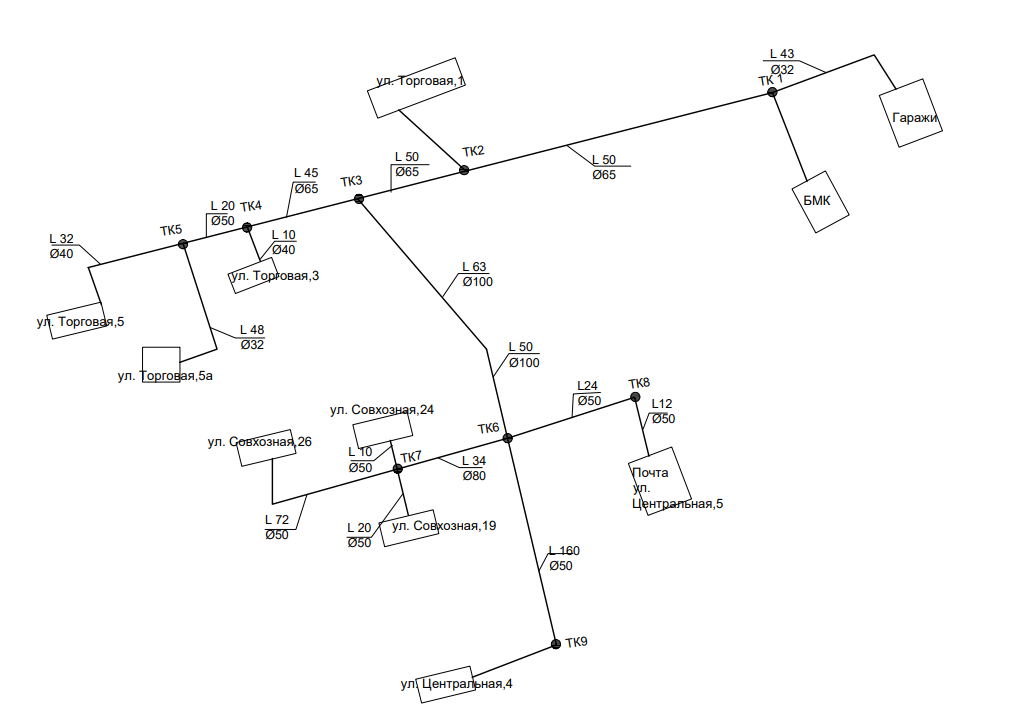 L 43
Ø32
ТК 1
Гаражи
БМК
ул. Торговая,1
ТК2
L 50
Ø65
L 50
Ø65
ТК3
L 45
Ø65
L 20
Ø50
ТК4
ТК5
L 32
Ø40
L 10
Ø40
ул. Торговая,3
ул. Торговая,5
L 48
Ø32
ул. Торговая,5а
L 63
Ø100
L 50
Ø100
L24
Ø50
ТК8
L12
Ø50
Почта
ул.
Центральная,5
ТК6
ул. Совхозная,24
ул. Совхозная,26
L 10
Ø50
ТК7
L 34
Ø80
L 72
Ø50
L 20
Ø50
ул. Совхозная,19
L 160
Ø50
ТК9
ул. Центральная,4